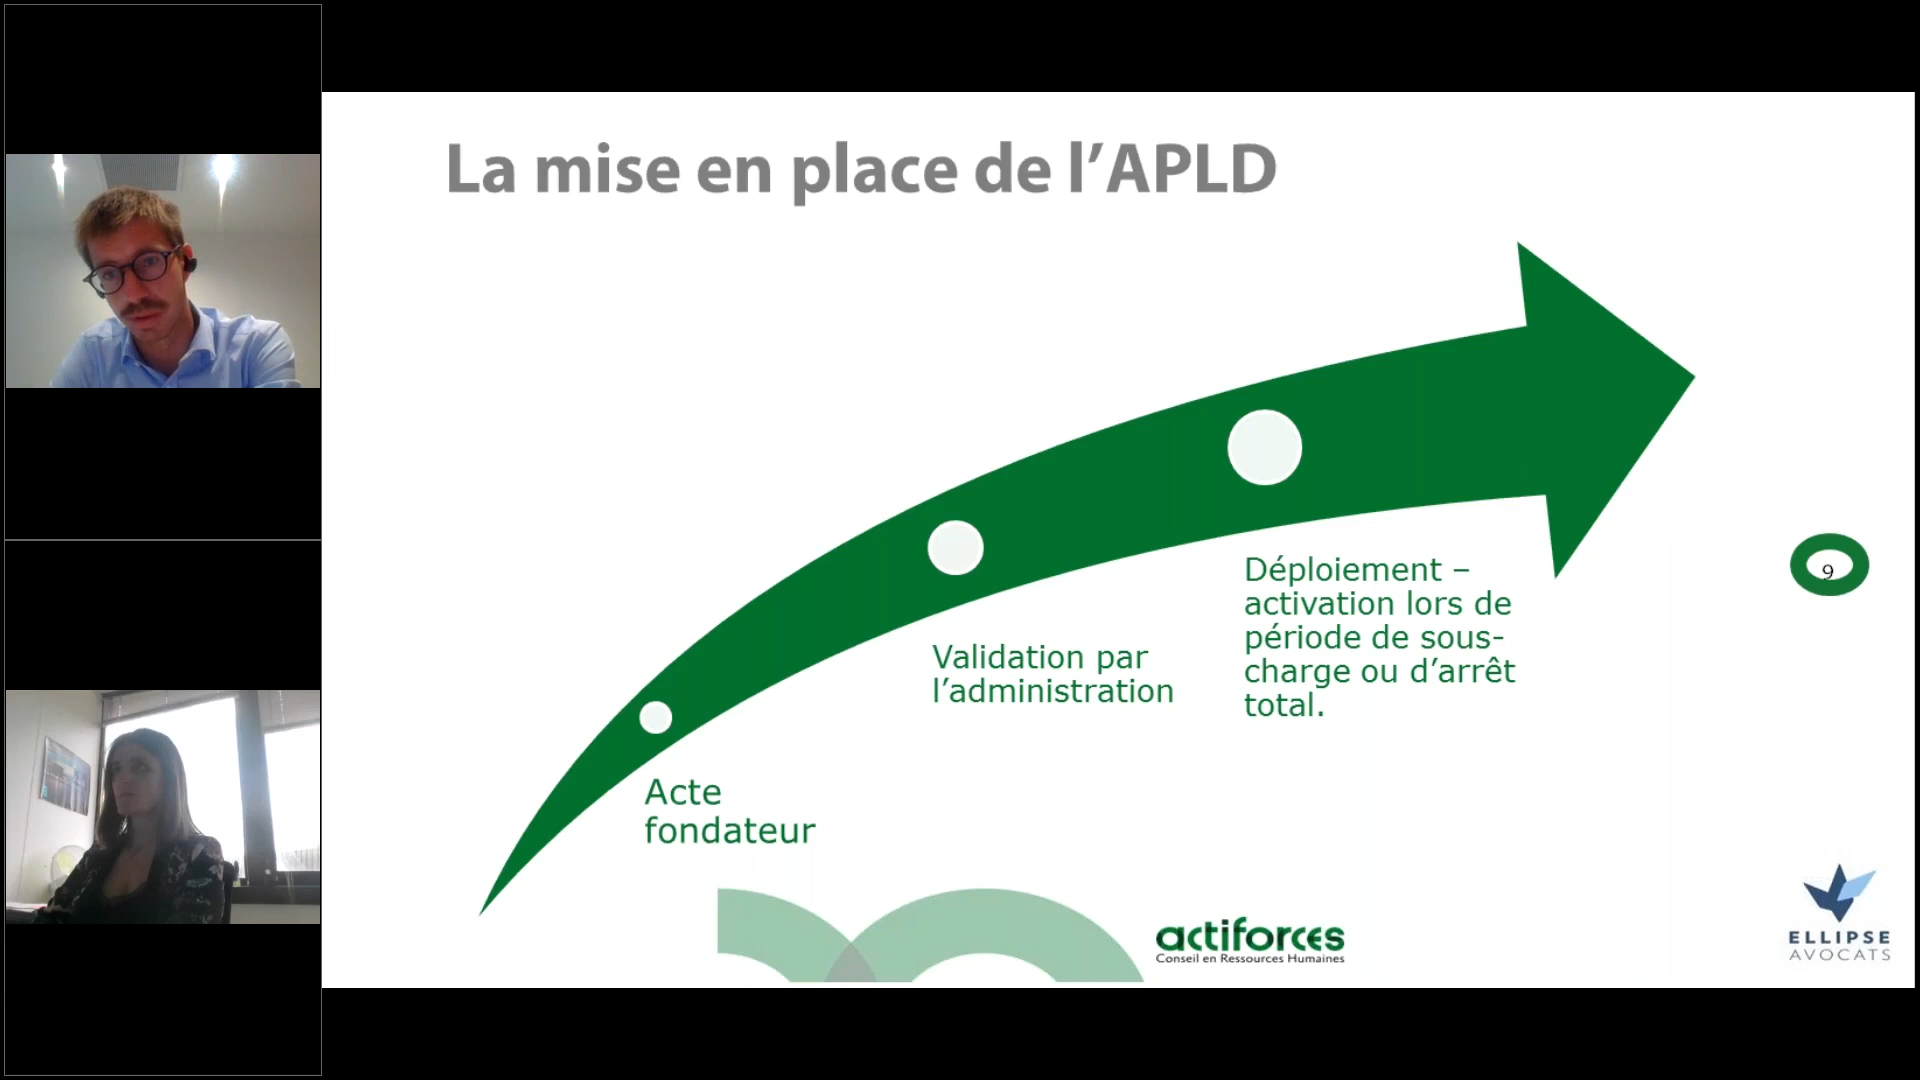 La mise en place de l’APLD
Déploiement –
activation lors de
période de sous-
charge ou d’arrêt
total.
9
Validation par
l’administration
Acte
fondateur
actiforces
Conseil en Ressources Humaines
ELLIPSE
AVOCATS